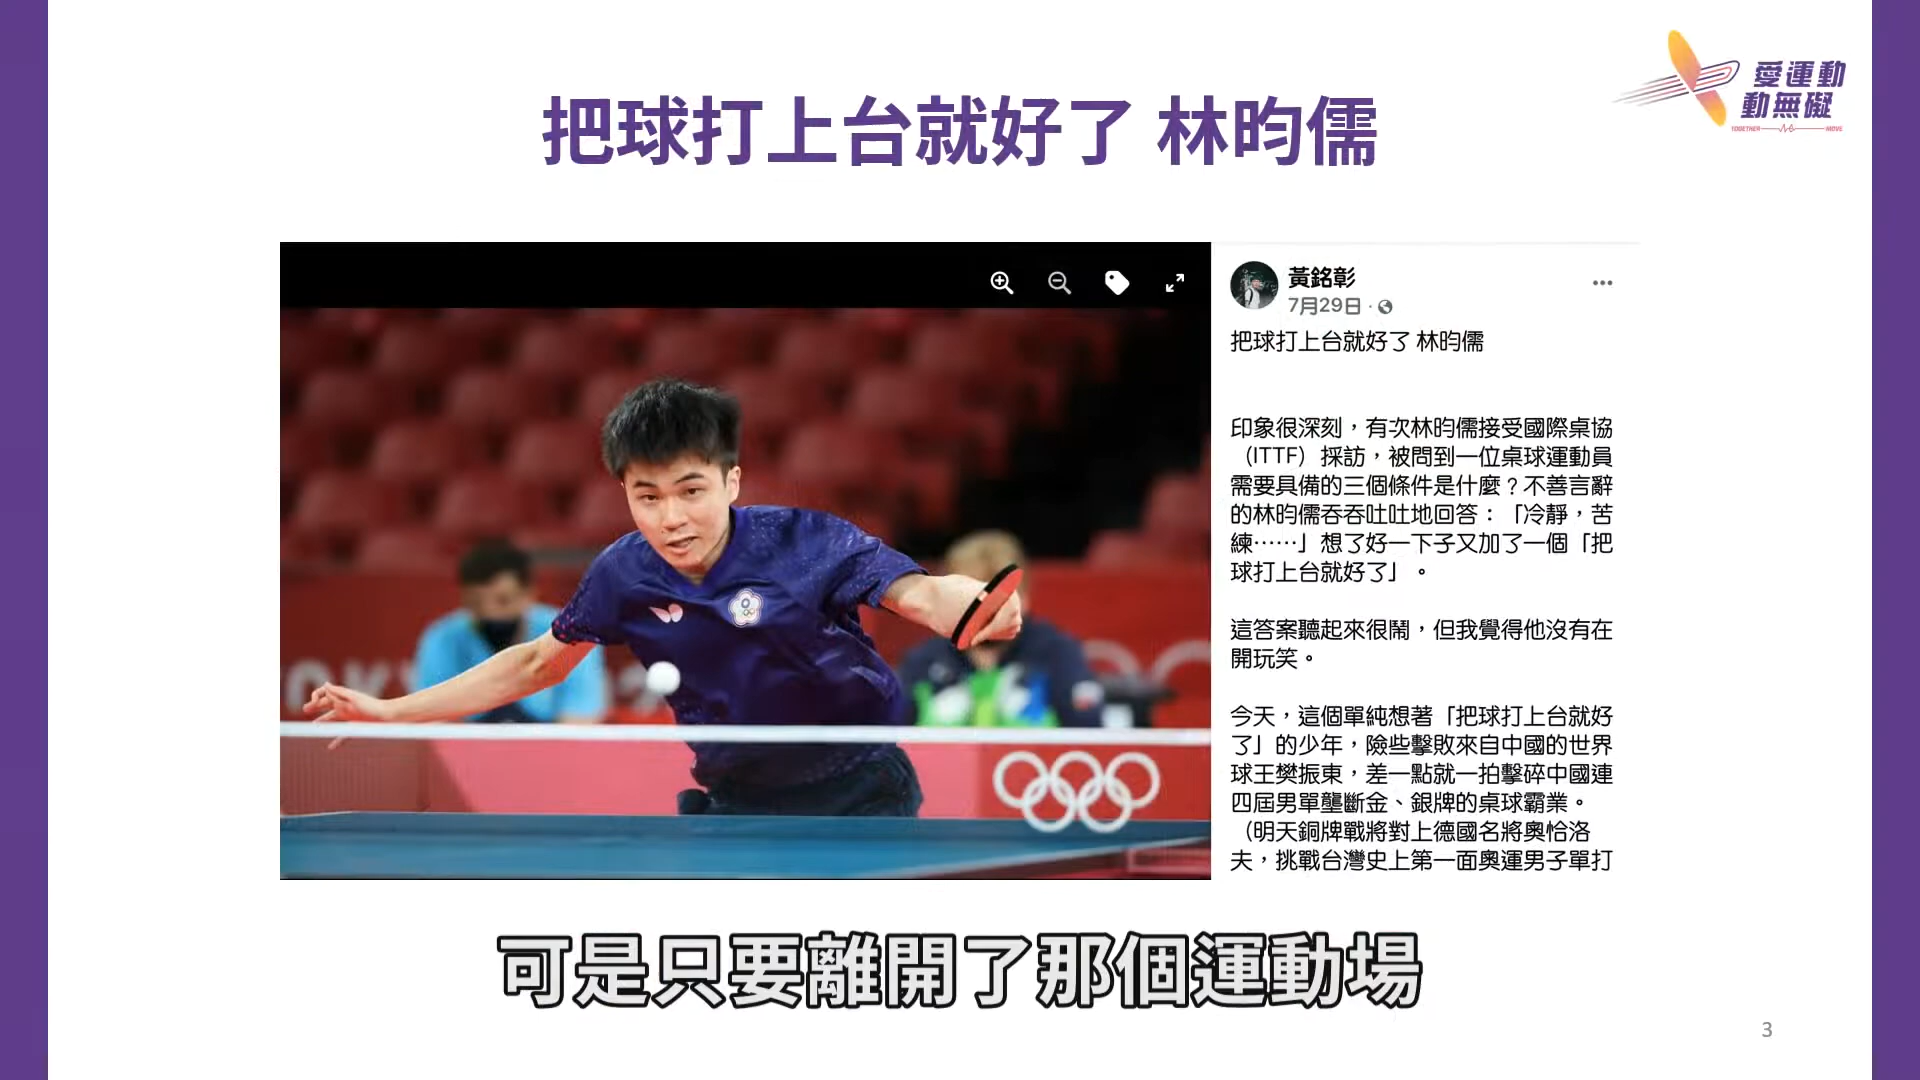 愛運動
動無礙
TOGETHER MOVE
把球打上台就好了 林昀儒
黃銘彰
7月29日
把球打上台就好了 林昀儒
印象很深刻，有次林昀儒接受國際桌協
（ITTF）採訪，被問到一位桌球運動員
需要具備的三個條件是什麼？不善言辭
的林昀儒吞吞吐吐地回答：「冷靜，苦
練……」想了好一下子又加了一個「把
球打上台就好了」。
這答案聽起來很鬧，但我覺得他沒有在
開玩笑。
今天，這個單純想著「把球打上台就好
了」的少年，險些擊敗來自中國的世界
球王樊振東，差一點就一拍擊碎中國連
四屆男單壟斷金、銀牌的桌球霸業。
（明天銅牌戰將對上德國名將奧恰洛
夫，挑戰台灣史上第一面奧運男子單打
可是只要離開了那個運動場
3